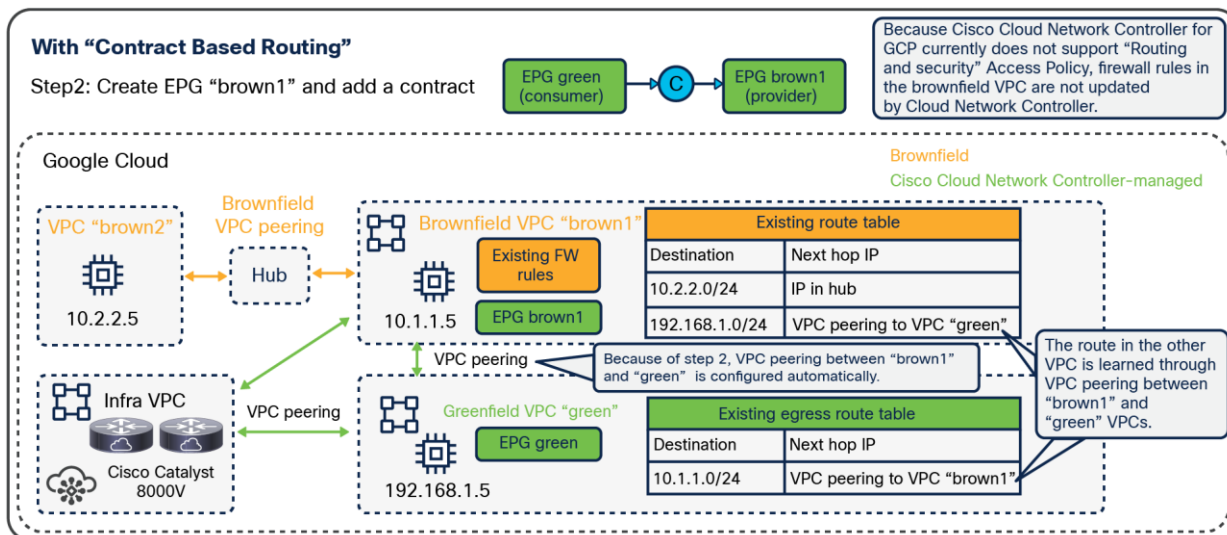 With “Contract Based Routing”
Step2: Create EPG “brown1” and add a contract
EPG green
(consumer)
C
EPG brown1
(provider)
Because Cisco Cloud Network Controller for
GCP currently does not support “Routing
and security” Access Policy, firewall rules in
the brownfield VPC are not updated
by Cloud Network Controller.
Google Cloud
Brownfield
Cisco Cloud Network Controller-managed
VPC “brown2”
10.2.2.5
Brownfield
VPC peering
Hub
Brownfield VPC “brown1”
10.1.1.5
Existing FW
rules
EPG brown1
Existing route table
Destination Next hop IP
10.2.2.0/24 IP in hub
192.168.1.0/24 VPC peering to VPC “green”
VPC peering
Because of step 2, VPC peering between “brown1”
and “green” is configured automatically.
The route in the other
VPC is learned through
VPC peering between
“brown1” and
“green” VPCs.
Infra VPC
Cisco Catalyst
8000V
VPC peering
Greenfield VPC “green”
EPG green
192.168.1.5
Existing egress route table
Destination Next hop IP
10.1.1.0/24 VPC peering to VPC “brown1”